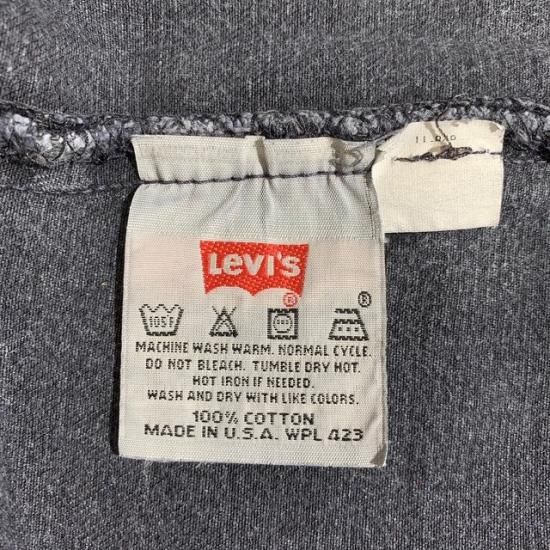 Levi's
®
®
105F
MACHINE WASH WARM. NORMAL CYCLE.
DO NOT BLEACH. TUMBLE DRY HOT.
HOT IRON IF NEEDED.
WASH AND DRY WITH LIKE COLORS.
100% COTTON
MADE IN U.S.A. WPL 423